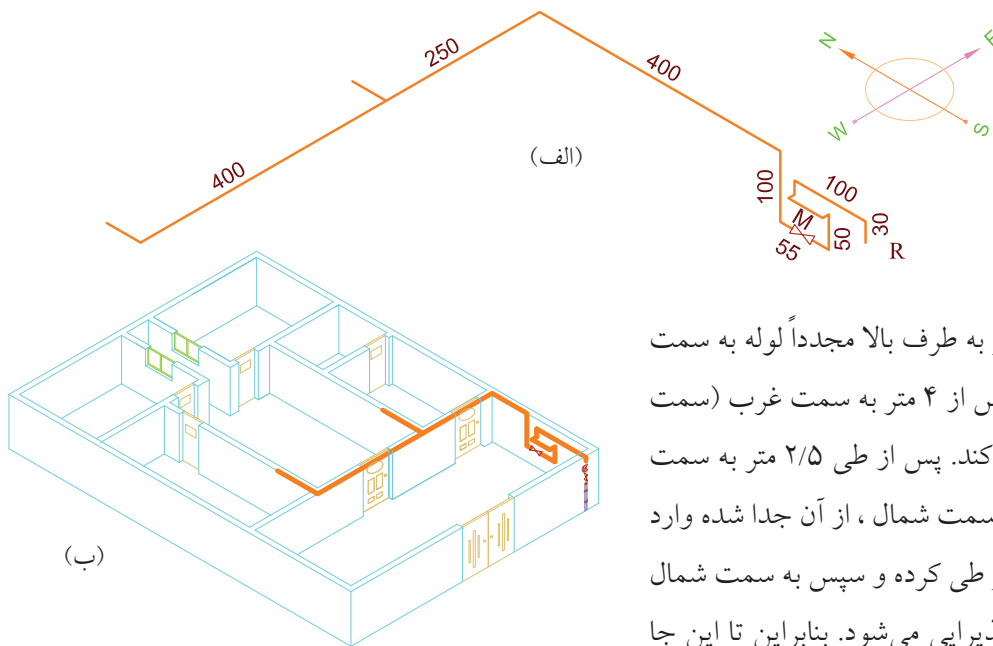 N
E
W
S
250
400
400
(الف)
100
100
M
55
50
30
R
(ب)
به طرف بالا مجدداً لوله به سمت
از ۴ متر به سمت غرب (سمت
کند. پس از طی ۲/۵ متر به سمت
سمت شمال ، از آن جدا شده وارد
طی کرده و سپس به سمت شمال
می‌شود. بنابراین تا این جا